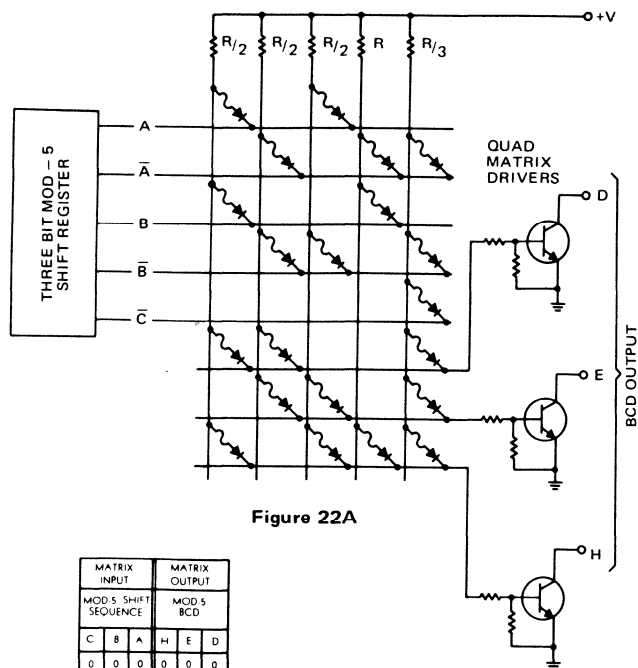 +V
R/2 R/2 R/2 R R/3
THREE BIT MOD – 5
SHIFT REGISTER
A
A̅
B
B̅
C̅
QUAD
MATRIX
DRIVERS
D
E
H
BCD OUTPUT
Figure 22A
MATRIX INPUT MATRIX OUTPUT
MOD-5 SHIFT SEQUENCE MOD-5 BCD
C B A H E D
0 0 0 0 0 0